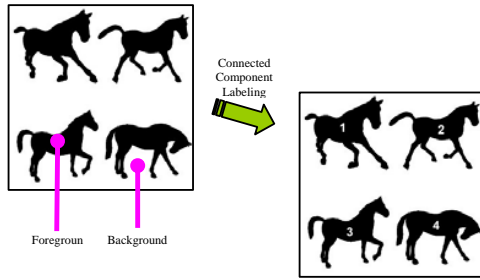 Connected
Component
Labeling
1
2
3
4
Foregroun
Background